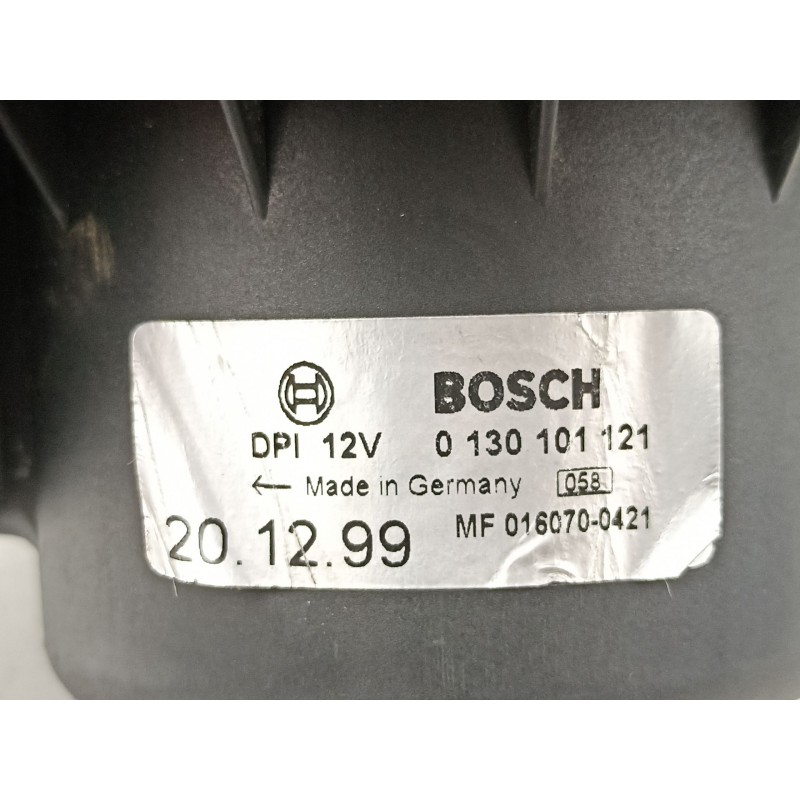 BOSCH
DPI 12V 0 130 101 121
← Made in Germany 058
20.12.99 MF 016070-0421